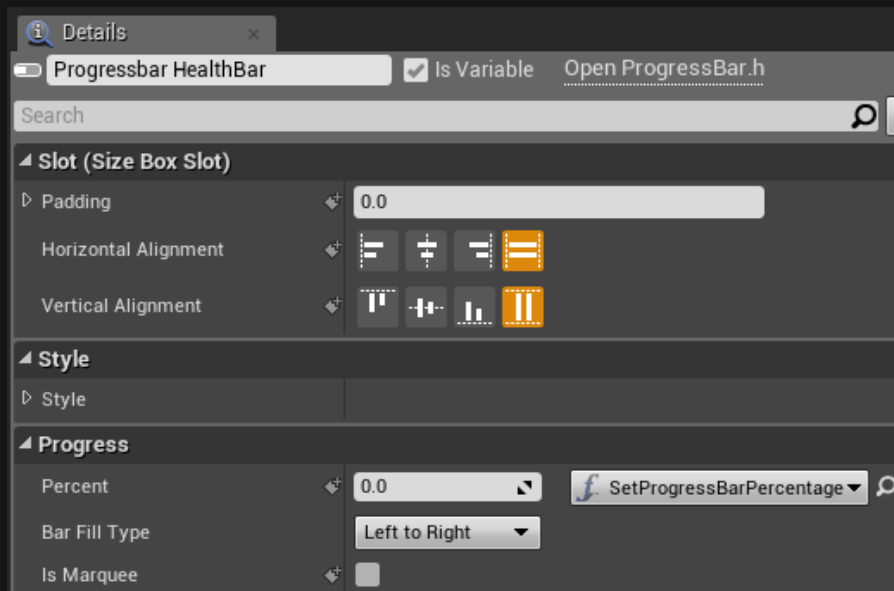 Details
Progressbar HealthBar Is Variable Open ProgressBar.h
Search
Slot (Size Box Slot)
Padding 0.0
Horizontal Alignment
Vertical Alignment
Style
Style
Progress
Percent 0.0 SetProgressBarPercentage
Bar Fill Type Left to Right
Is Marquee